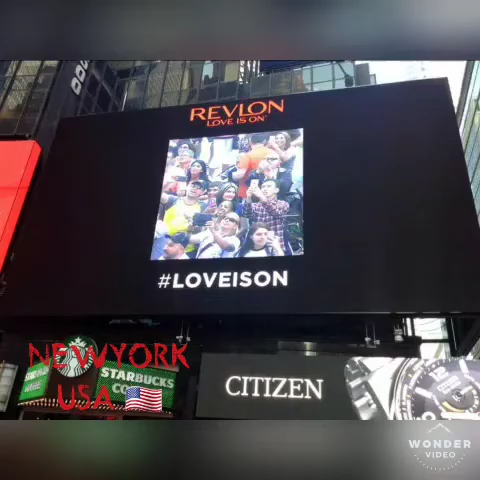 REVLON
LOVE IS ON
#LOVEISON
NEWYORK
USA
STARBUCKS
CITIZEN
WONDER
VIDEO